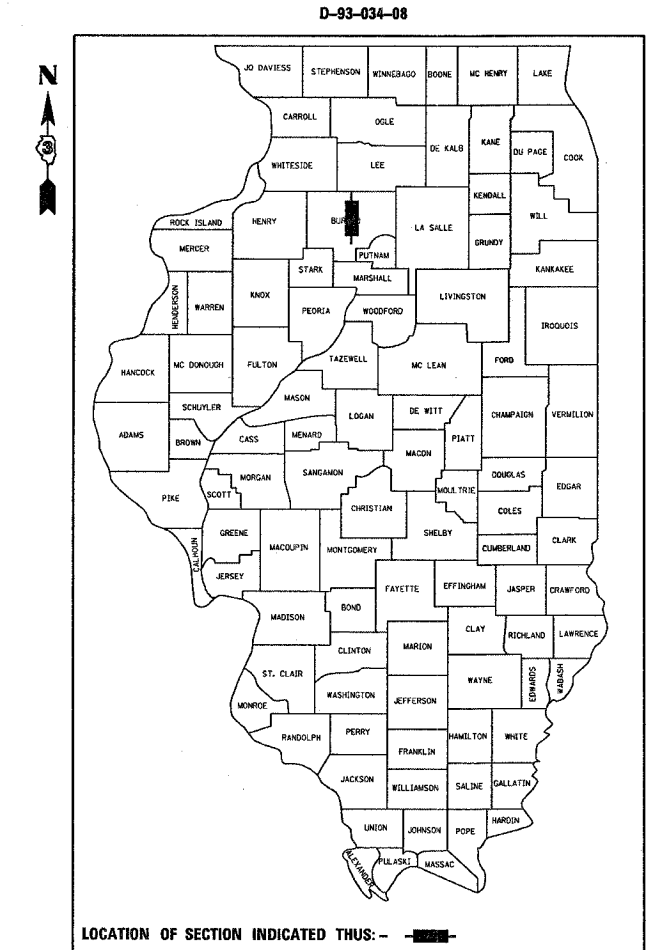 D-93-034-08
N
3
JO DAVIESS STEPHENSON WINNEBAGO BOONE MC HENRY LAKE
CARROLL OGLE DE KALB KANE DU PAGE COOK
WHITESIDE LEE
KENDALL WILL
ROCK ISLAND HENRY LA SALLE GRUNDY
MERCER PUTNAM
STARK MARSHALL KANKAKEE
HENDERSON WARREN KNOX PEORIA WOODFORD LIVINGSTON IROQUOIS
HANCOCK MC DONOUGH FULTON TAZEWELL MC LEAN FORD
MASON
SCHUYLER LOGAN DE WITT CHAMPAIGN VERMILION
ADAMS BROWN CASS MENARD MACON PIATT
MORGAN SANGAMON DOUGLAS EDGAR
PIKE SCOTT CHRISTIAN MOULTRIE COLES
GREENE MACOUPIN MONTGOMERY SHELBY CUMBERLAND CLARK
CALHOUN JERSEY FAYETTE EFFINGHAM JASPER CRAWFORD
MADISON BOND
CLINTON MARION CLAY RICHLAND LAWRENCE
ST. CLAIR WASHINGTON JEFFERSON WAYNE EDWARDS WABASH
MONROE
RANDOLPH PERRY FRANKLIN HAMILTON WHITE
JACKSON WILLIAMSON SALINE GALLATIN
UNION JOHNSON POPE HARDIN
ALEXANDER PULASKI MASSAC
LOCATION OF SECTION INDICATED THUS: -